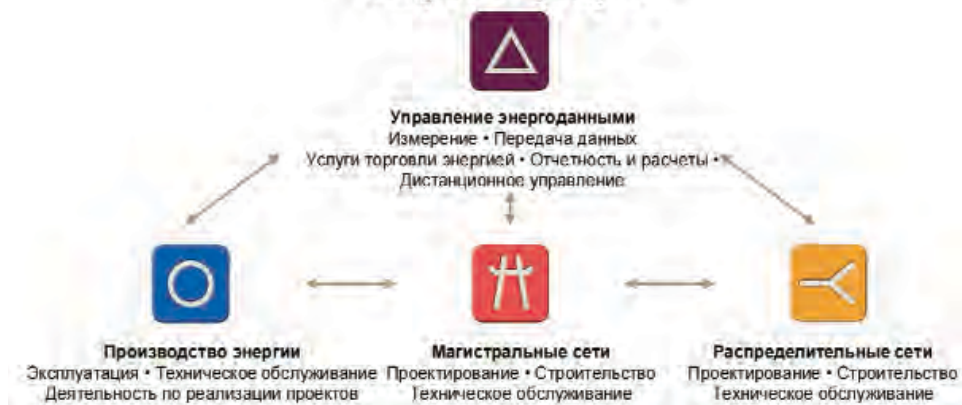 Управление энергоданными
Измерение • Передача данных
Услуги торговли энергией • Отчетность и расчеты •
Дистанционное управление
Производство энергии
Эксплуатация • Техническое обслуживание
Деятельность по реализации проектов
Магистральные сети
Проектирование • Строительство
Техническое обслуживание
Распределительные сети
Проектирование • Строительство
Техническое обслуживание